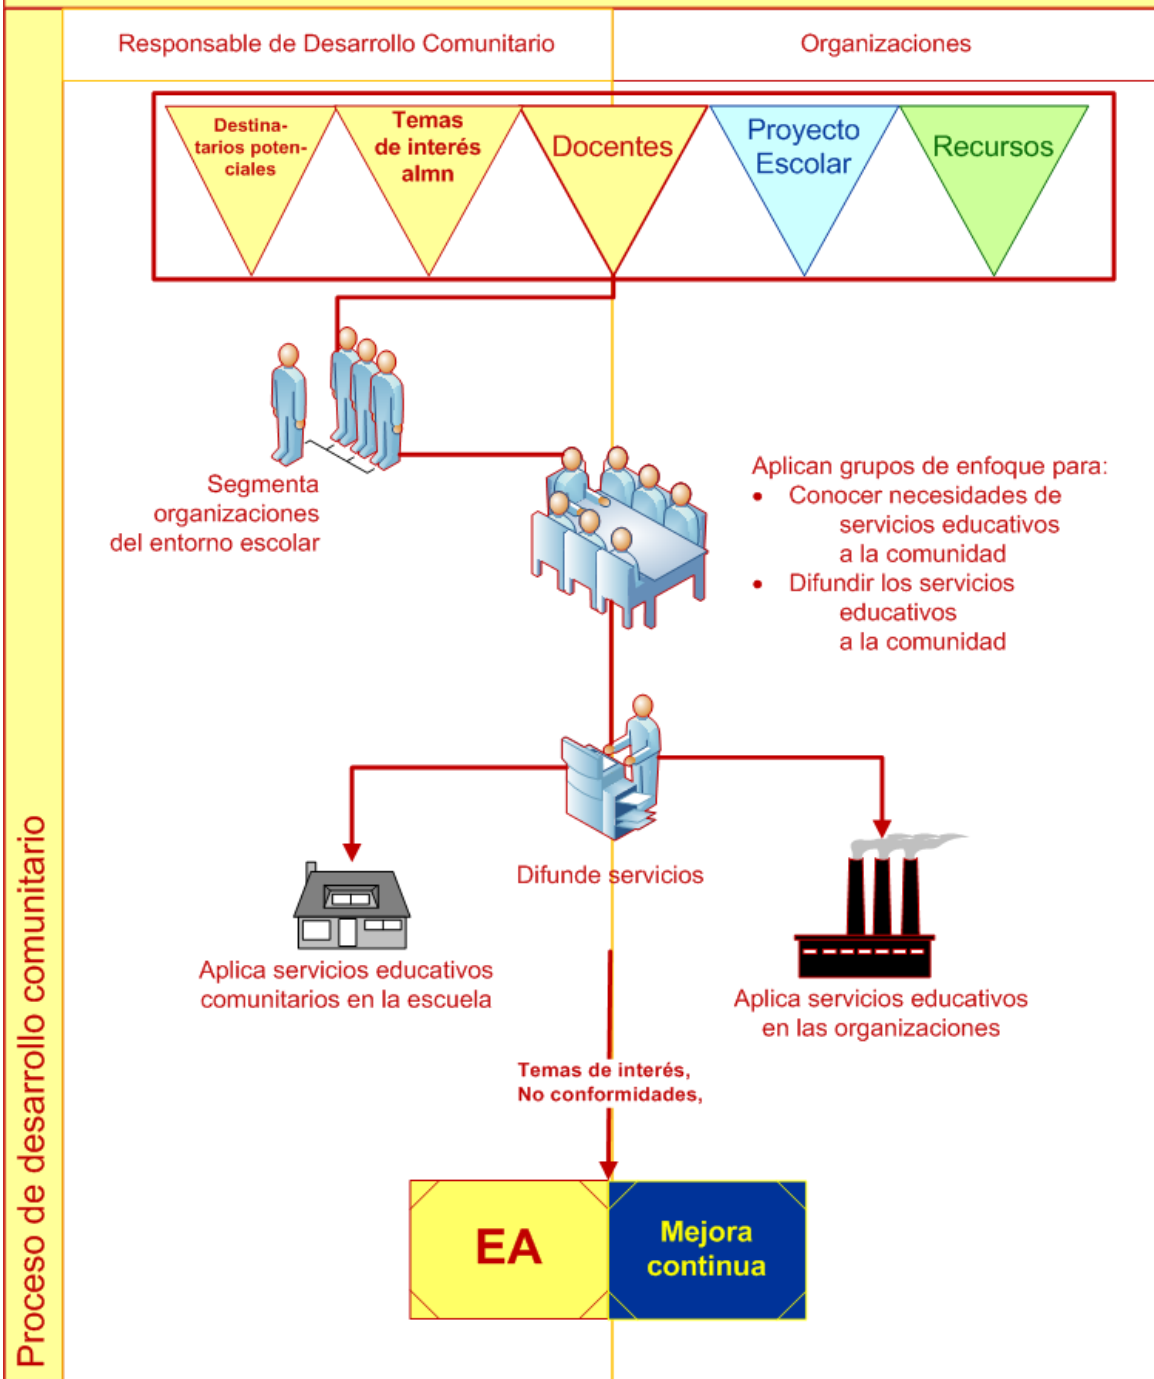 Responsable de Desarrollo Comunitario
Organizaciones
Destina-
tarios poten-
ciales
Temas
de interés
almn
Docentes
Proyecto
Escolar
Recursos
Segmenta
organizaciones
del entorno escolar
Aplican grupos de enfoque para:
• Conocer necesidades de
servicios educativos
a la comunidad
• Difundir los servicios
educativos
a la comunidad
Difunde servicios
Aplica servicios educativos
comunitarios en la escuela
Aplica servicios educativos
en las organizaciones
Temas de interés,
No conformidades,
EA
Mejora
continua
Proceso de desarrollo comunitario